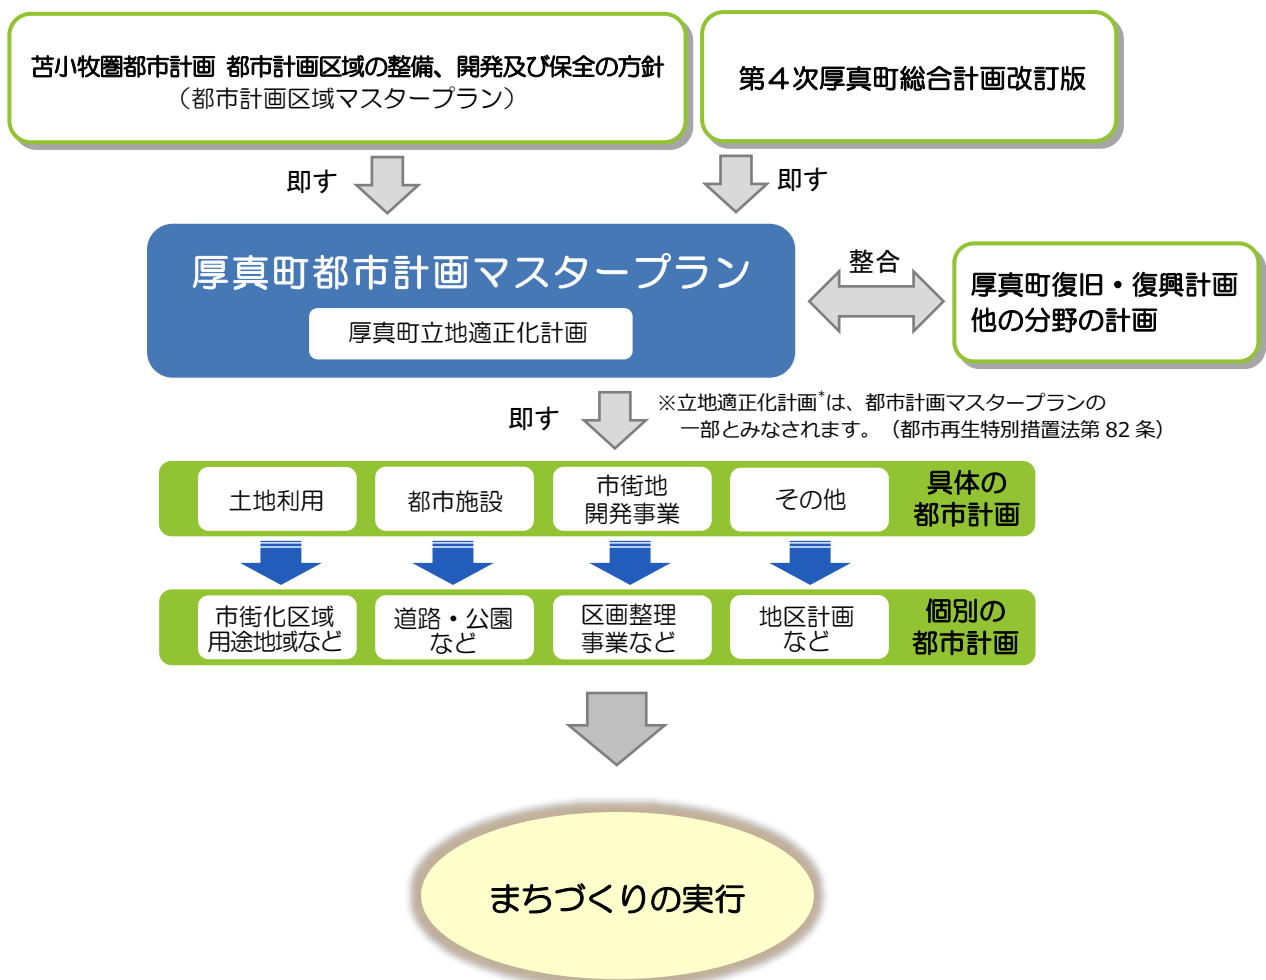 苫小牧圏都市計画 都市計画区域の整備、開発及び保全の方針
（都市計画区域マスタープラン）
第４次厚真町総合計画改訂版
即す
即す
厚真町都市計画マスタープラン
厚真町立地適正化計画
整合
厚真町復旧・復興計画
他の分野の計画
即す
※立地適正化計画*は、都市計画マスタープランの
一部とみなされます。（都市再生特別措置法第 82 条）
土地利用
都市施設
市街地
開発事業
その他
具体の
都市計画
市街化区域
用途地域など
道路・公園
など
区画整理
事業など
地区計画
など
個別の
都市計画
まちづくりの実行